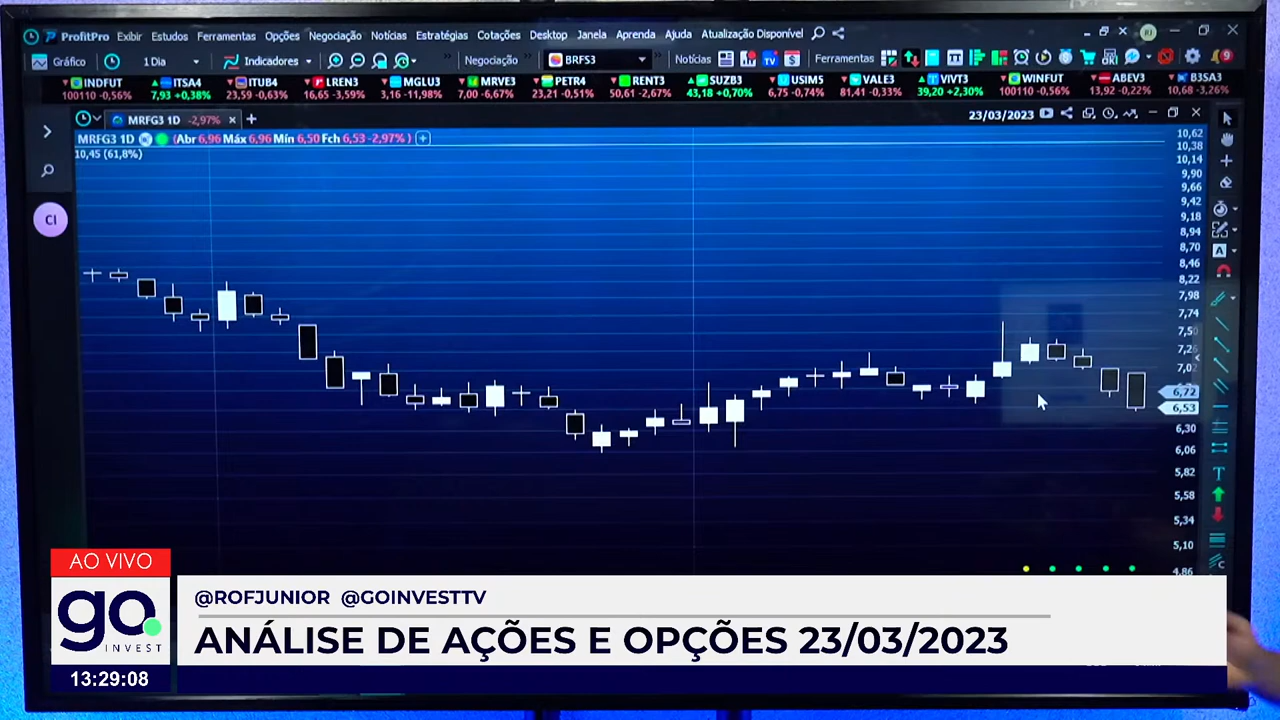 ProfitPro Exibir Estudos Ferramentas Opções Negociação Notícias Estratégias Cotações Desktop Janela Aprenda Ajuda Atualização Disponível
Gráfico 1 Dia Indicadores Negociação BRFS3 Notícias Ferramentas 9
INDFUT ITSA4 ITUB4 LREN3 MGLU3 MRVE3 PETR4 RENT3 SUZB3 USIM5 VALE3 VIVT3 WINFUT ABEV3 B3SA3
100110 -0,56% 7,93 +0,38% 23,59 -0,63% 16,65 -3,59% 3,16 -11,98% 7,00 -6,67% 23,21 -0,51% 50,61 -2,67% 43,18 +0,70% 6,75 -0,74% 81,41 -0,33% 39,20 +2,30% 100110 -0,56% 13,92 -0,22% 10,68 -3,26%
MRFG3 1D -2,97% 23/03/2023
MRFG3 1D (Abr 6,96 Máx 6,96 Mín 6,50 Fch 6,53 -2,97% )
10,45 (61,8%)
CI
10,62
10,38
10,14
9,90
9,66
9,42
9,18
8,94
8,70
8,46
8,22
7,98
7,74
7,50
7,26
7,02
6,72
6,53
6,30
6,06
5,82
5,58
5,34
5,10
4,86
AO VIVO
go.
INVEST
13:29:08
@ROFJUNIOR @GOINVESTTV
ANÁLISE DE AÇÕES E OPÇÕES 23/03/2023